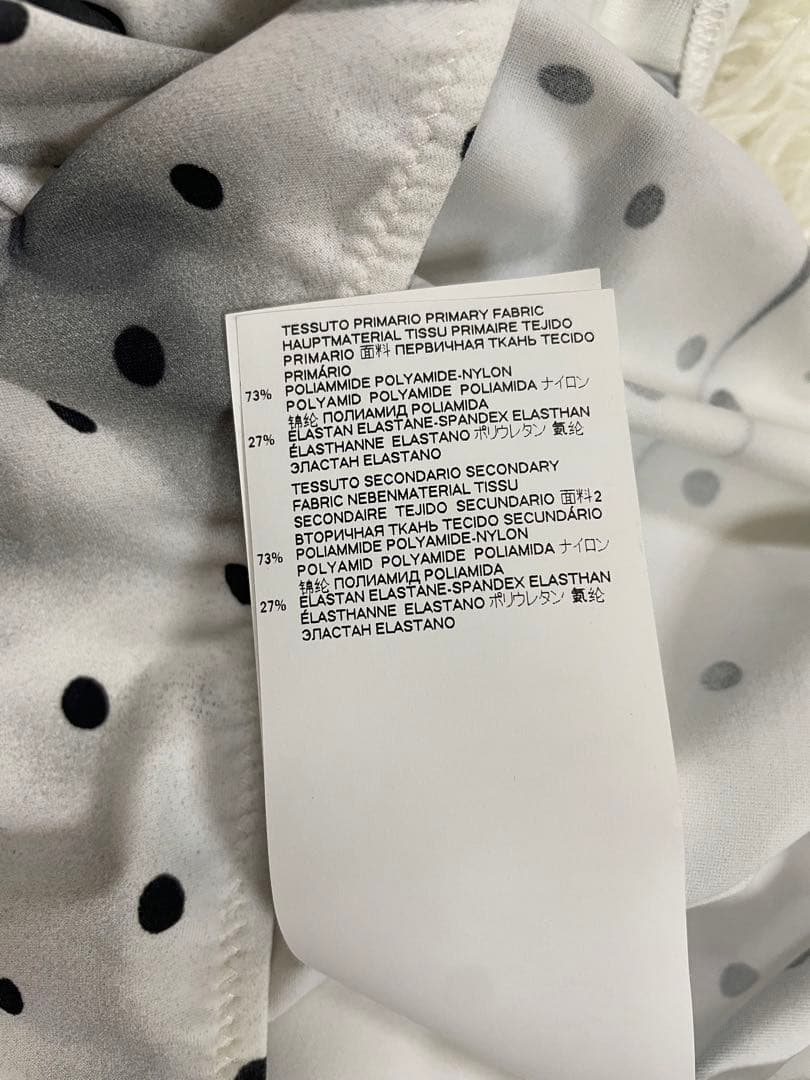 TESSUTO PRIMARIO PRIMARY FABRIC
HAUPTMATERIAL TISSU PRIMAIRE TEJIDO
PRIMARIO 面料 ПЕРВИЧНАЯ ТКАНЬ TECIDO
PRIMÁRIO
73% POLIAMMIDE POLYAMIDE-NYLON
POLYAMID POLYAMIDE POLIAMIDA ナイロン
锦纶 ПОЛИАМИД POLIAMIDA
27% ELASTAN ELASTANE-SPANDEX ELASTHAN
ÉLASTHANNE ELASTANO ポリウレタン 氨纶
ЭЛАСТАН ELASTANO
TESSUTO SECONDARIO SECONDARY
FABRIC NEBENMATERIAL TISSU
SECONDAIRE TEJIDO SECUNDARIO 面料2
ВТОРИЧНАЯ ТКАНЬ TECIDO SECUNDÁRIO
73% POLIAMMIDE POLYAMIDE-NYLON
POLYAMID POLYAMIDE POLIAMIDA ナイロン
锦纶 ПОЛИАМИД POLIAMIDA
27% ELASTAN ELASTANE-SPANDEX ELASTHAN
ÉLASTHANNE ELASTANO ポリウレタン 氨纶
ЭЛАСТАН ELASTANO